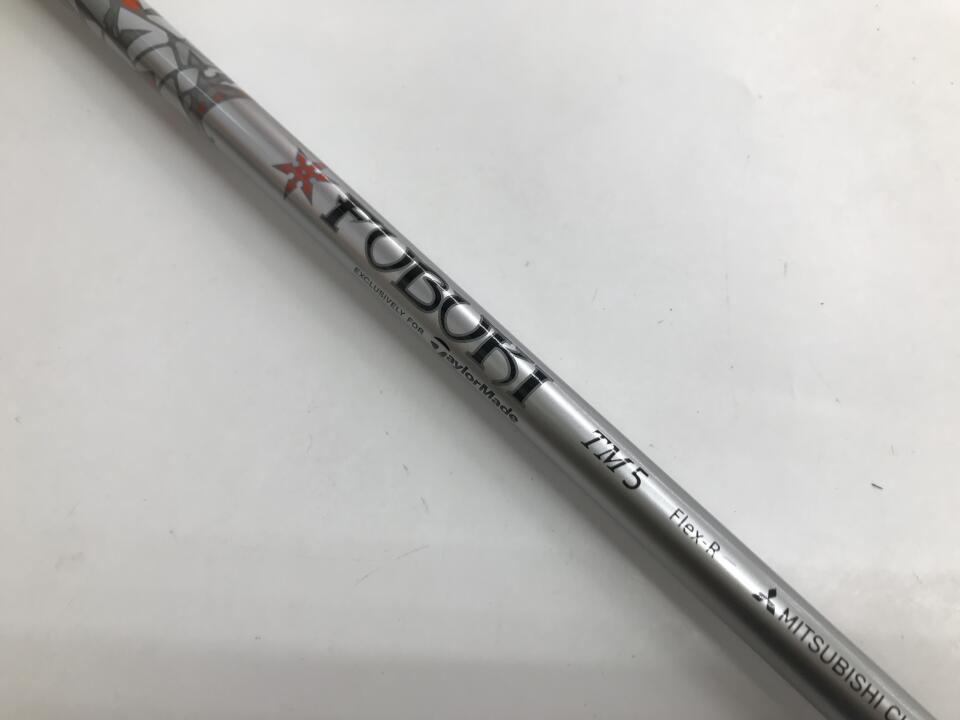 FUBUKI
EXCLUSIVELY FOR TaylorMade
TM5
Flex-R
MITSUBISHI